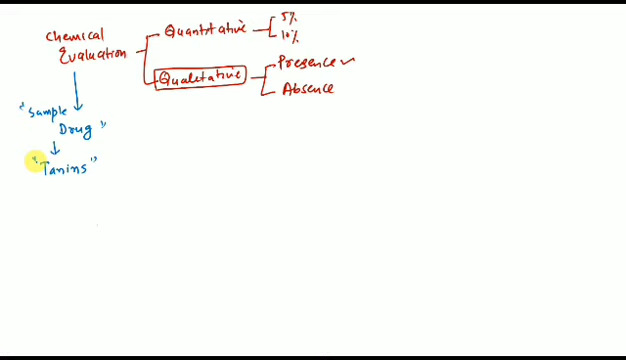 Chemical
Evaluation
Quantitative
5%
10%
Qualitative
Presence ✓
Absence
"Sample
Drug"
"Tanins"